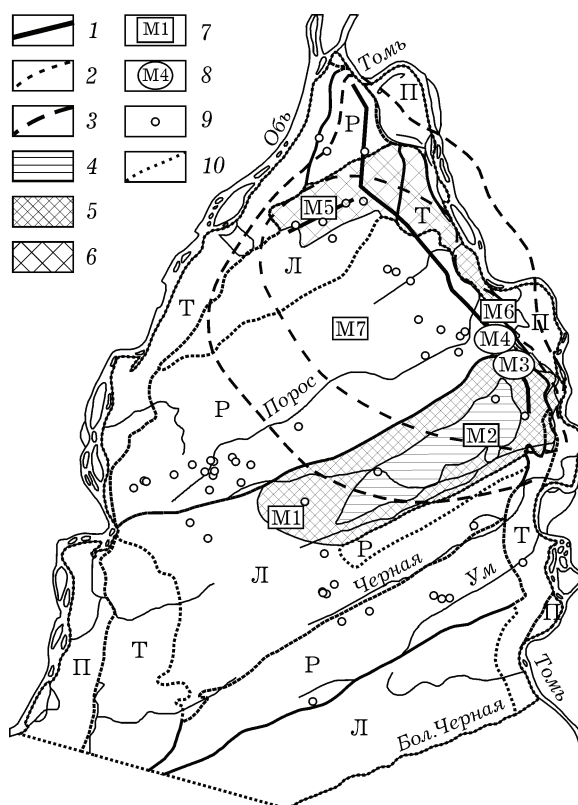 1
2
3
4
5
6
М1 7
М4 8
9
10
Томь
Обь
П
Р
М5
Т
Л
Т
М6
П
М7
М4
М3
Р
Порос
М2
М1
Р
Т
Черная
Л
Ум
П
Т
П
Р
Томь
Л
Бол.Черная